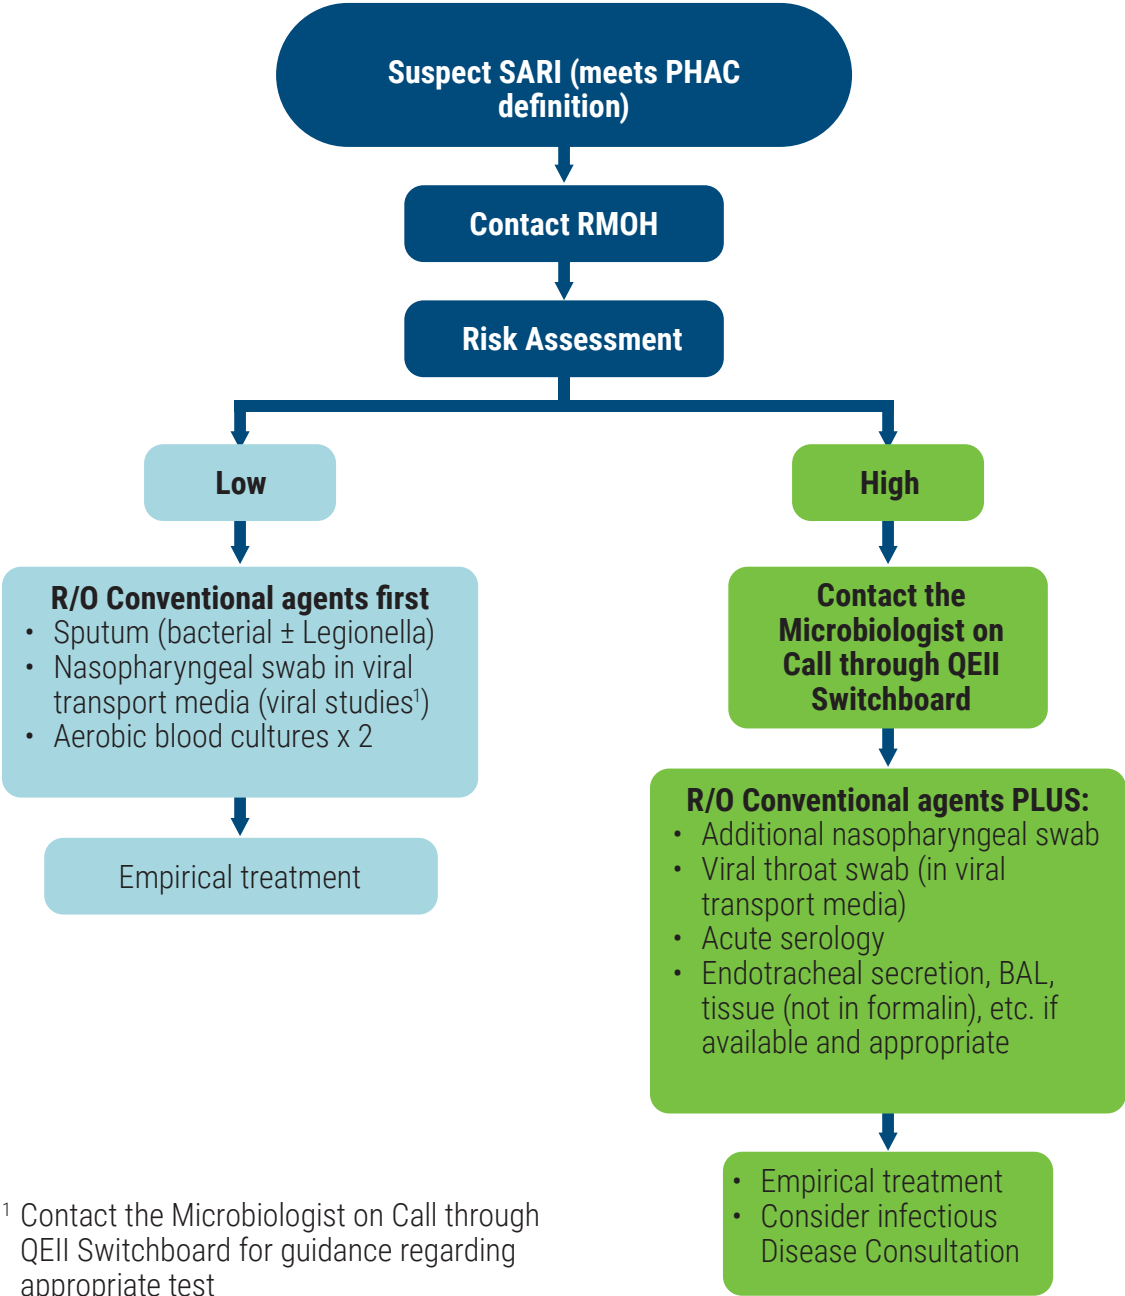 Suspect SARI (meets PHAC
definition)
Contact RMOH
Risk Assessment
Low
High
R/O Conventional agents first
• Sputum (bacterial ± Legionella)
• Nasopharyngeal swab in viral
transport media (viral studies¹)
• Aerobic blood cultures x 2
Empirical treatment
Contact the
Microbiologist on
Call through QEII
Switchboard
R/O Conventional agents PLUS:
• Additional nasopharyngeal swab
• Viral throat swab (in viral
transport media)
• Acute serology
• Endotracheal secretion, BAL,
tissue (not in formalin), etc. if
available and appropriate
• Empirical treatment
• Consider infectious
Disease Consultation
¹ Contact the Microbiologist on Call through
QEII Switchboard for guidance regarding
appropriate test